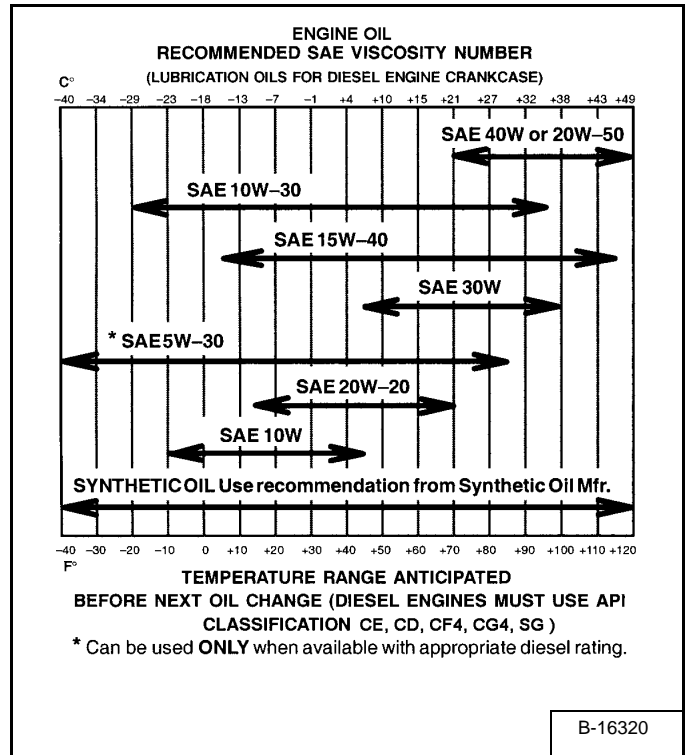 ENGINE OIL
RECOMMENDED SAE VISCOSITY NUMBER
(LUBRICATION OILS FOR DIESEL ENGINE CRANKCASE)
C°
–40 –34 –29 –23 –18 –13 –7 –1 +4 +10 +15 +21 +27 +32 +38 +43 +49
SAE 40W or 20W–50
SAE 10W–30
SAE 15W–40
SAE 30W
* SAE 5W–30
SAE 20W–20
SAE 10W
SYNTHETIC OIL Use recommendation from Synthetic Oil Mfr.
–40 –30 –20 –10 0 +10 +20 +30 +40 +50 +60 +70 +80 +90 +100 +110 +120
F°
TEMPERATURE RANGE ANTICIPATED
BEFORE NEXT OIL CHANGE (DIESEL ENGINES MUST USE API
CLASSIFICATION CE, CD, CF4, CG4, SG )
* Can be used ONLY when available with appropriate diesel rating.
B-16320